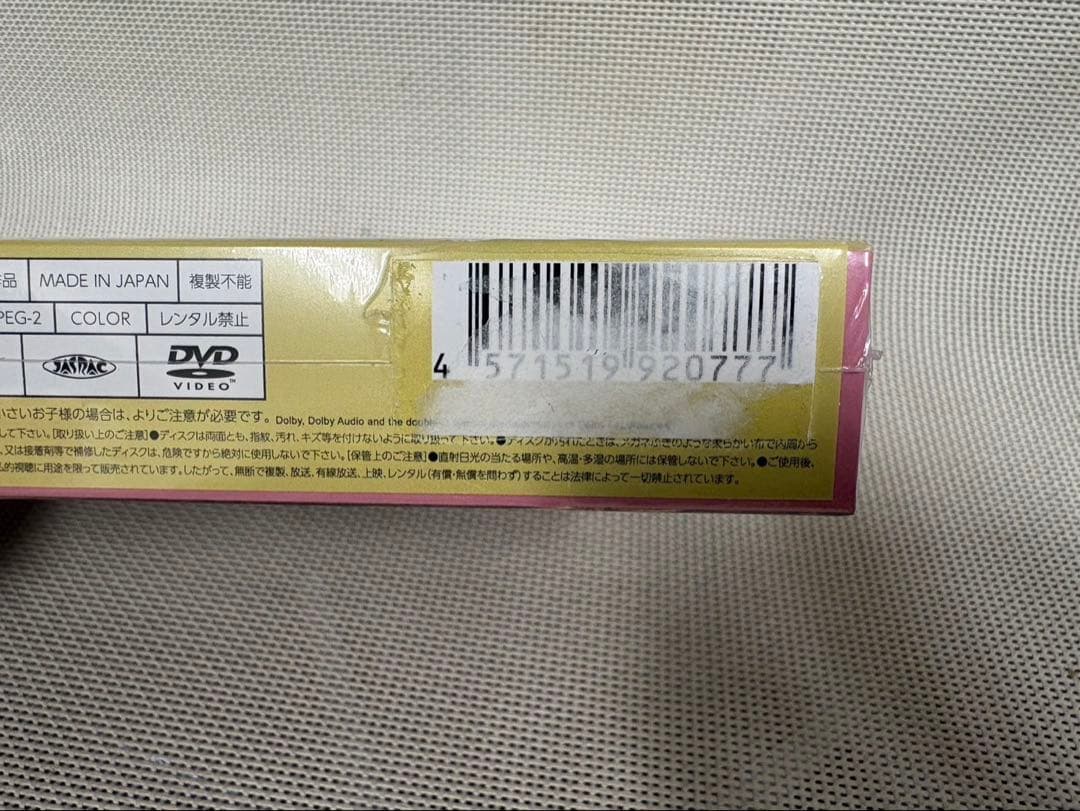 作品 MADE IN JAPAN 複製不能
PEG-2 COLOR レンタル禁止
JASRAC DVD VIDEO™
4 571519 920777
小さいお子様の場合は、よりご注意が必要です。Dolby, Dolby Audio and the double
して下さい。[取り扱い上のご注意]●ディスクは両面とも、指紋、汚れ、キズ等を付けないように取り扱って下さい。●ディスクが汚れたときは、メガネふきのような柔らかい布で内周から
、又は接着剤等で補修したディスクは、危険ですから絶対に使用しないで下さい。[保管上のご注意]●直射日光の当たる場所や、高温・多湿の場所には保管しないで下さい。●ご使用後、
私的視聴に用途を限って販売されています。したがって、無断で複製、放送、有線放送、上映、レンタル(有償・無償を問わず)することは法律によって一切禁止されています。